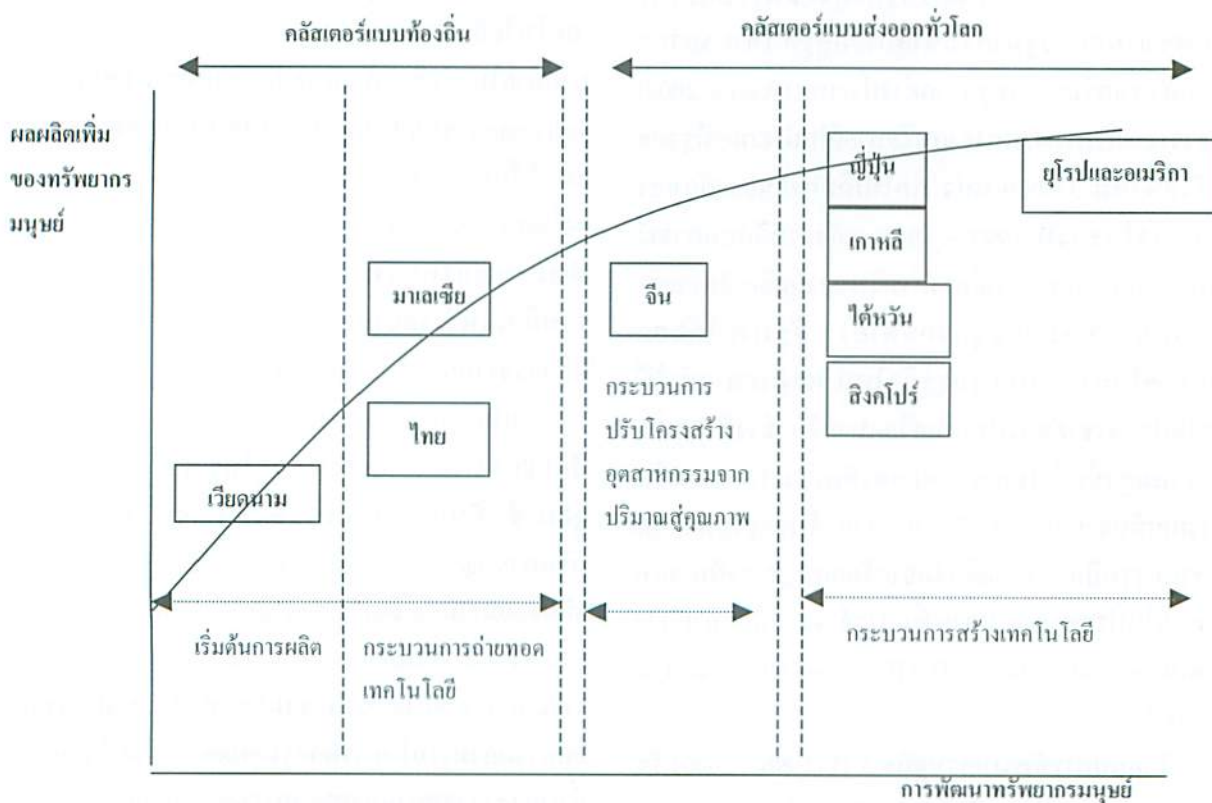 คลัสเตอร์แบบท้องถิ่น
คลัสเตอร์แบบส่งออกทั่วโลก
ผลผลิตเพิ่ม
ของทรัพยากร
มนุษย์
ญี่ปุ่น
ยุโรปและอเมริกา
เกาหลี
มาเลเซีย
จีน
ไต้หวัน
สิงคโปร์
ไทย
กระบวนการ
ปรับโครงสร้าง
อุตสาหกรรมจาก
ปริมาณสู่คุณภาพ
เวียดนาม
เริ่มต้นการผลิต
กระบวนการถ่ายทอด
เทคโนโลยี
กระบวนการสร้างเทคโนโลยี
การพัฒนาทรัพยากรมนุษย์